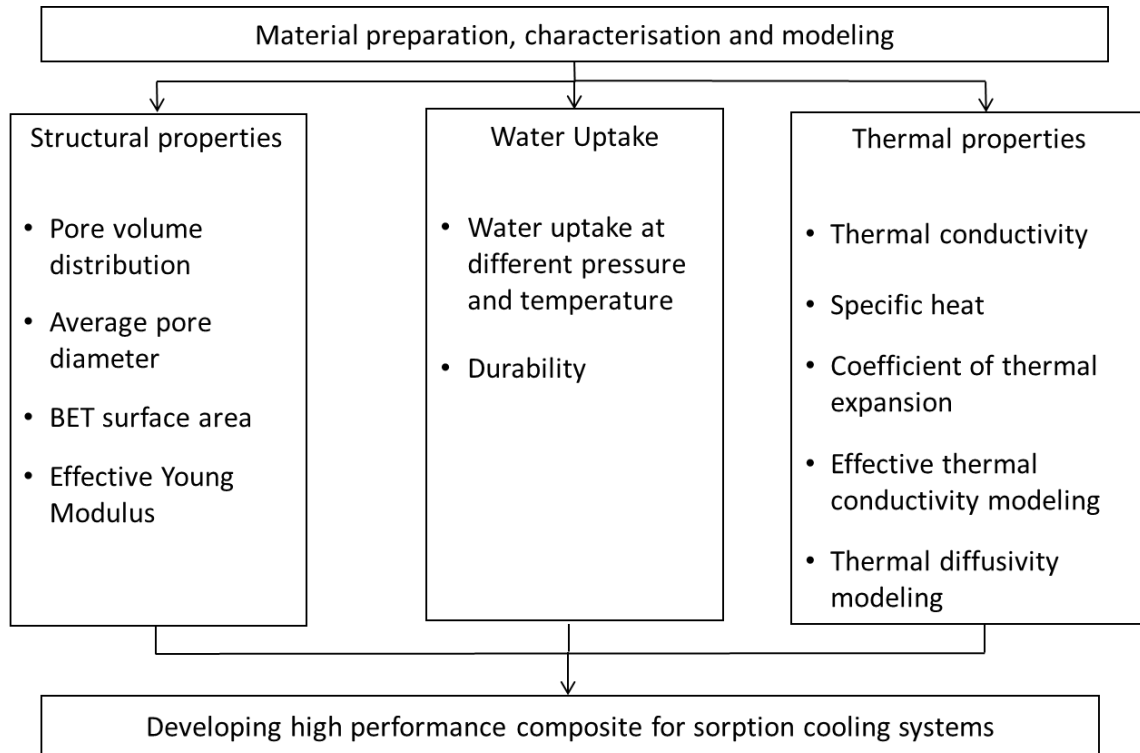 Material preparation, characterisation and modeling
Structural properties
• Pore volume
distribution
• Average pore
diameter
• BET surface area
• Effective Young
Modulus
Water Uptake
• Water uptake at
different pressure
and temperature
• Durability
Thermal properties
• Thermal conductivity
• Specific heat
• Coefficient of thermal
expansion
• Effective thermal
conductivity modeling
• Thermal diffusivity
modeling
Developing high performance composite for sorption cooling systems